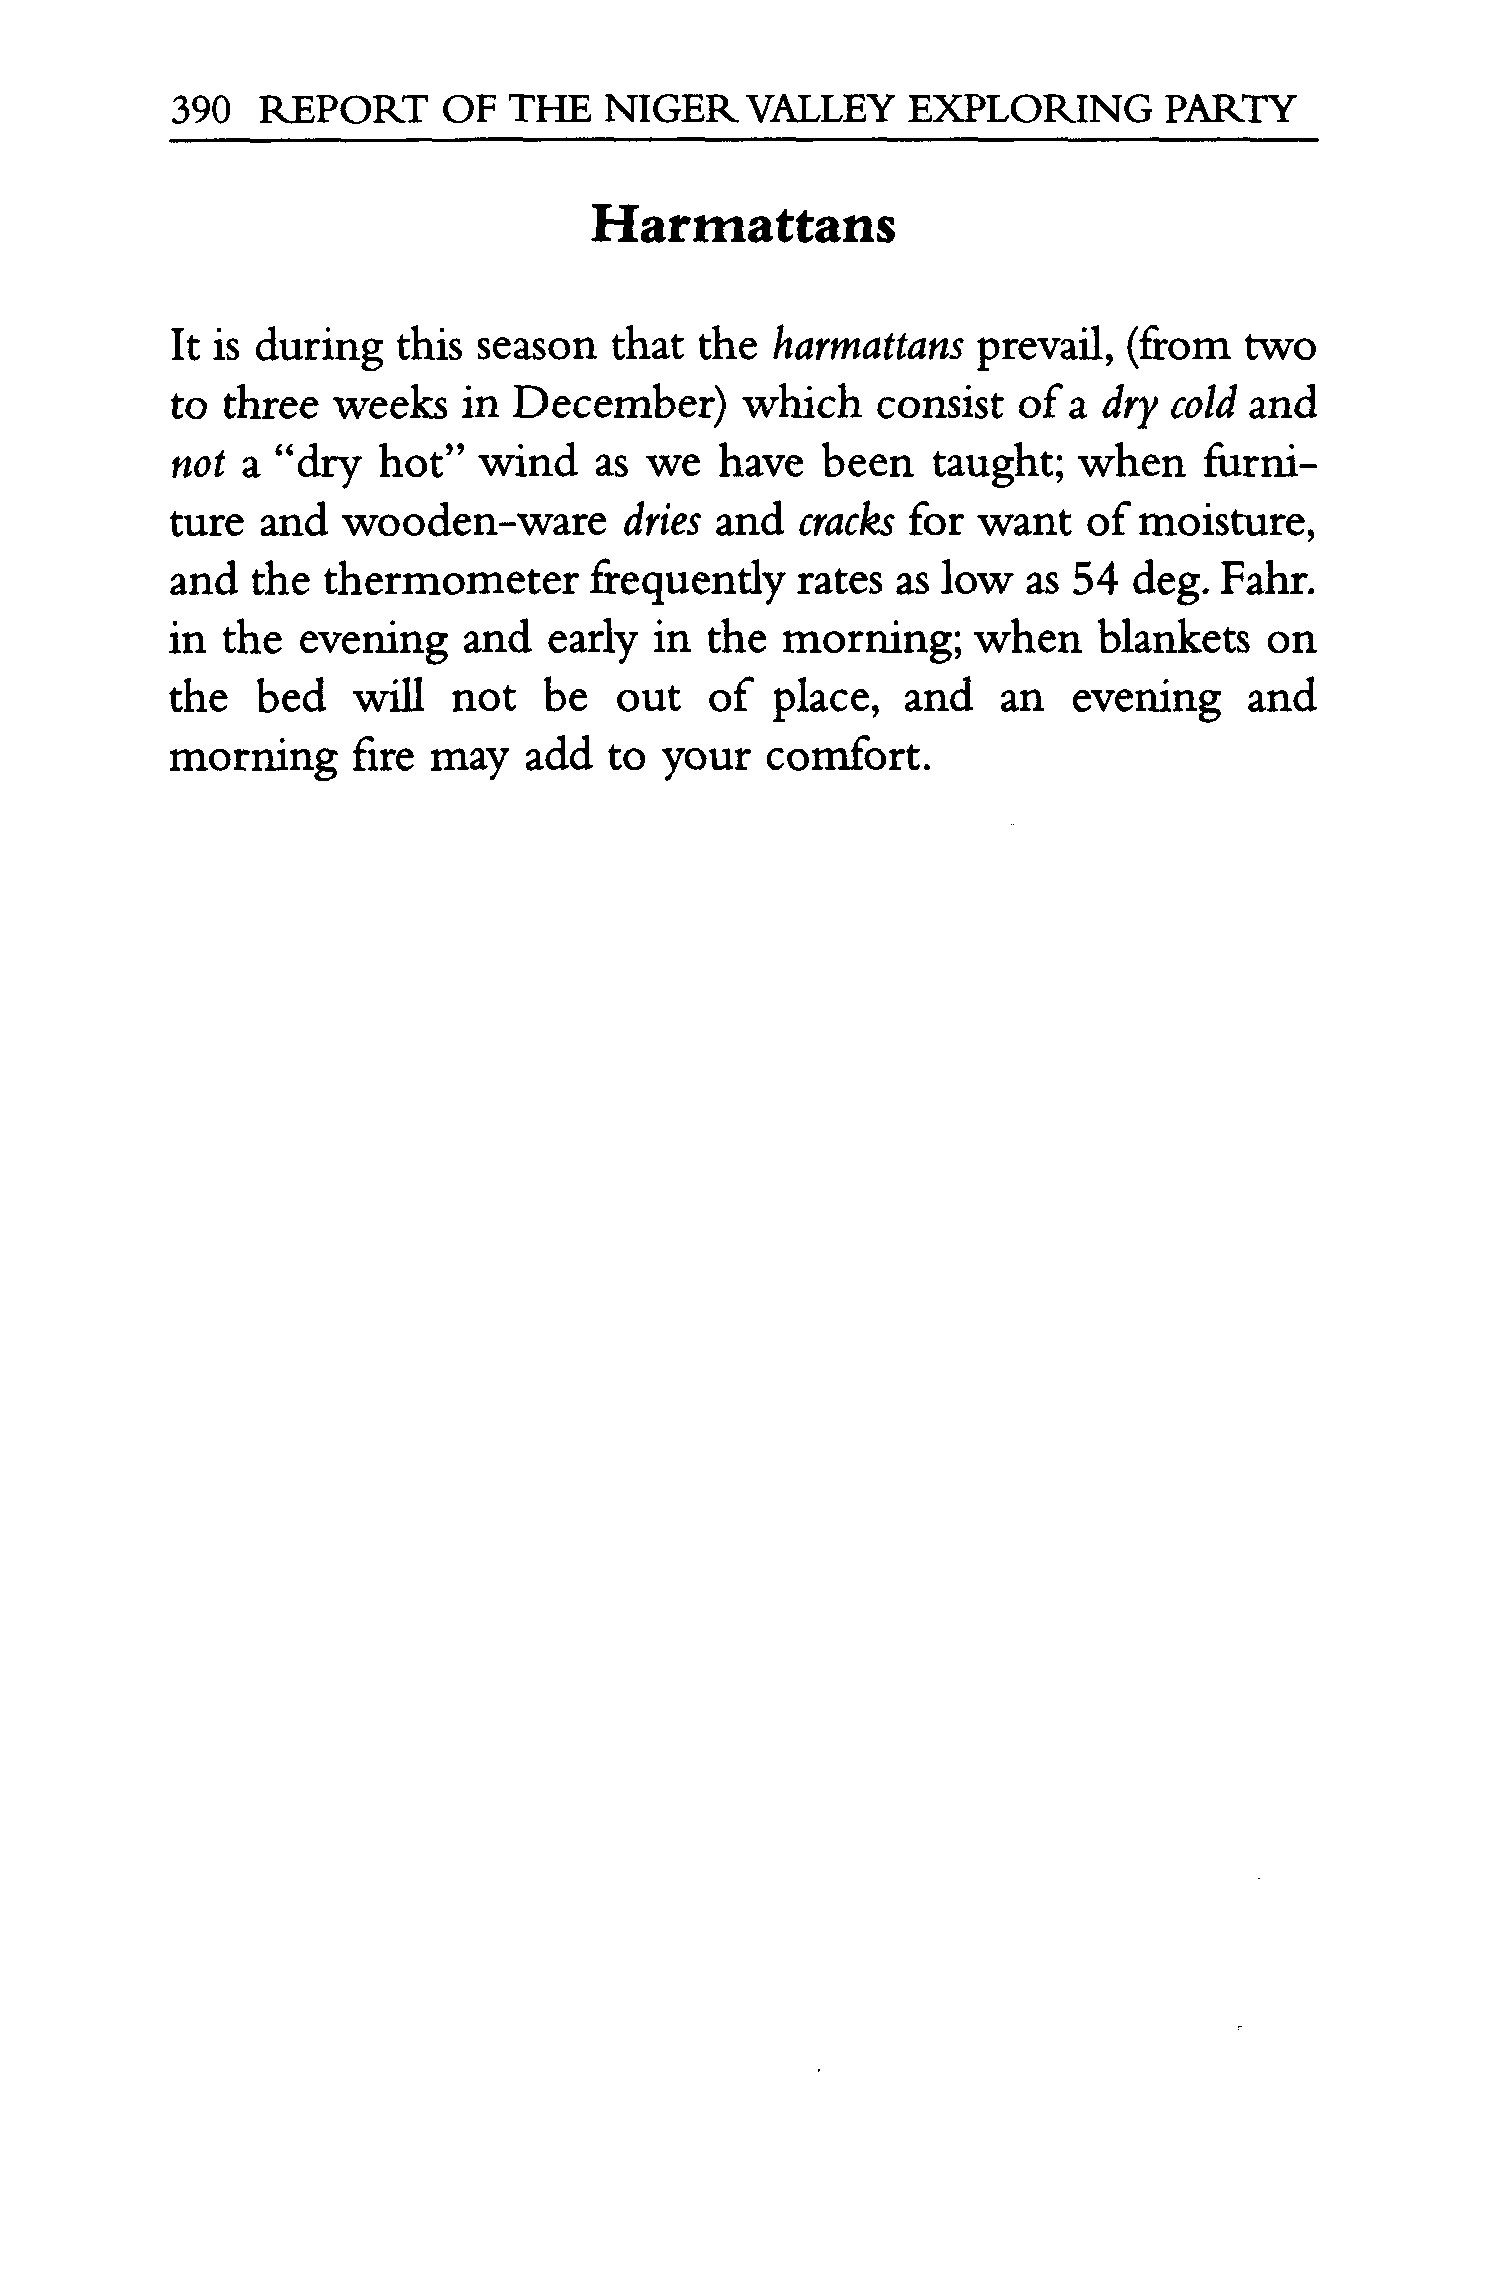 390 REPORT OF THE NIGER VALLEY EXPLORING PARTY
Harmattans
It is during this season that the harmattans prevail, (from two
to three weeks in December) which consist of a dry cold and
not a “dry hot” wind as we have been taught; when furni-
ture and wooden-ware dries and cracks for want of moisture,
and the thermometer frequently rates as low as 54 deg. Fahr.
in the evening and early in the morning; when blankets on
the bed will not be out of place, and an evening and
morning fire may add to your comfort.